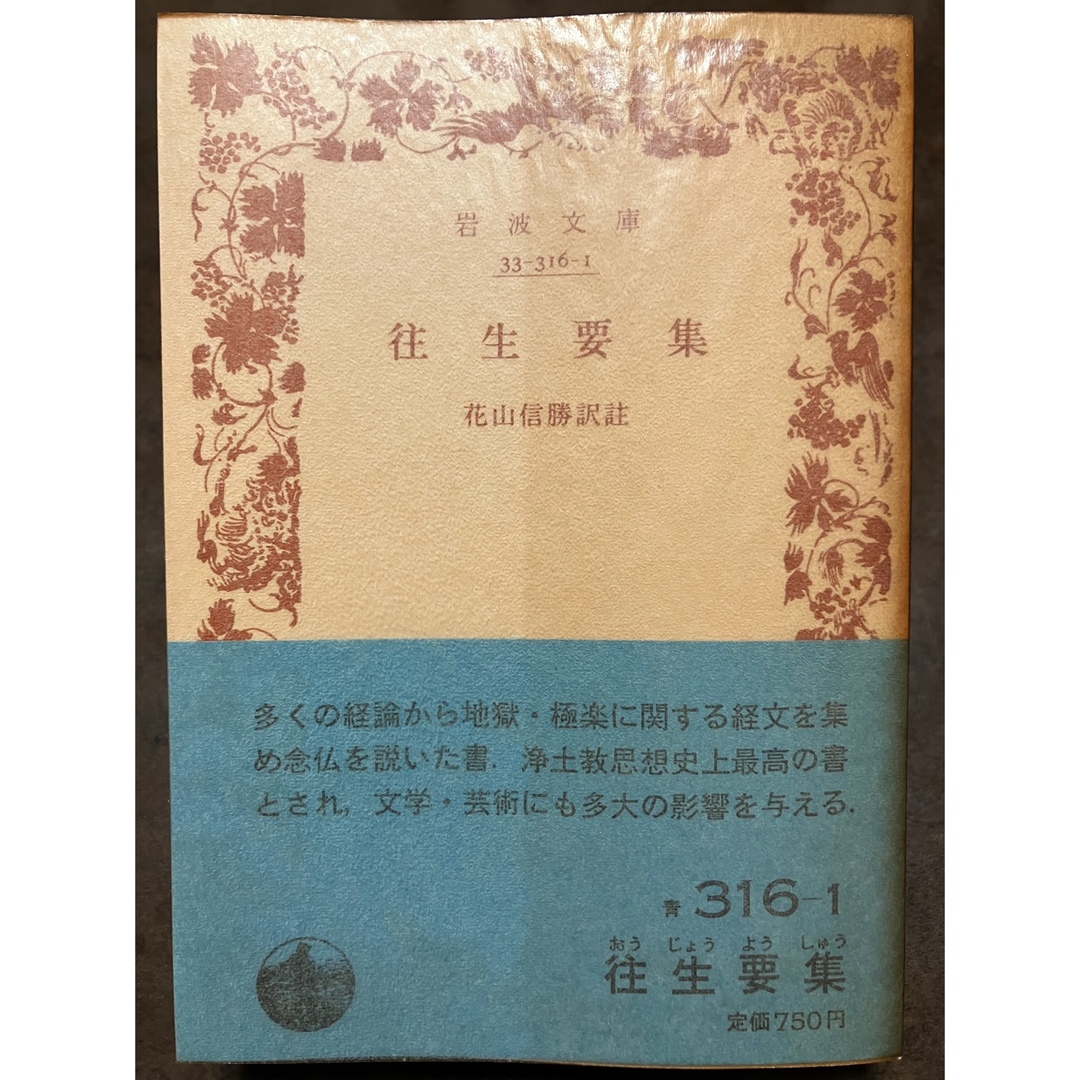 岩波文庫
33-316-1
往生要集
花山信勝訳註
多くの経論から地獄・極楽に関する経文を集
め念仏を説いた書．浄土教思想史上最高の書
とされ，文学・芸術にも多大の影響を与える．
青 316-1
おう じょう よう しゅう
往生要集
定価750円